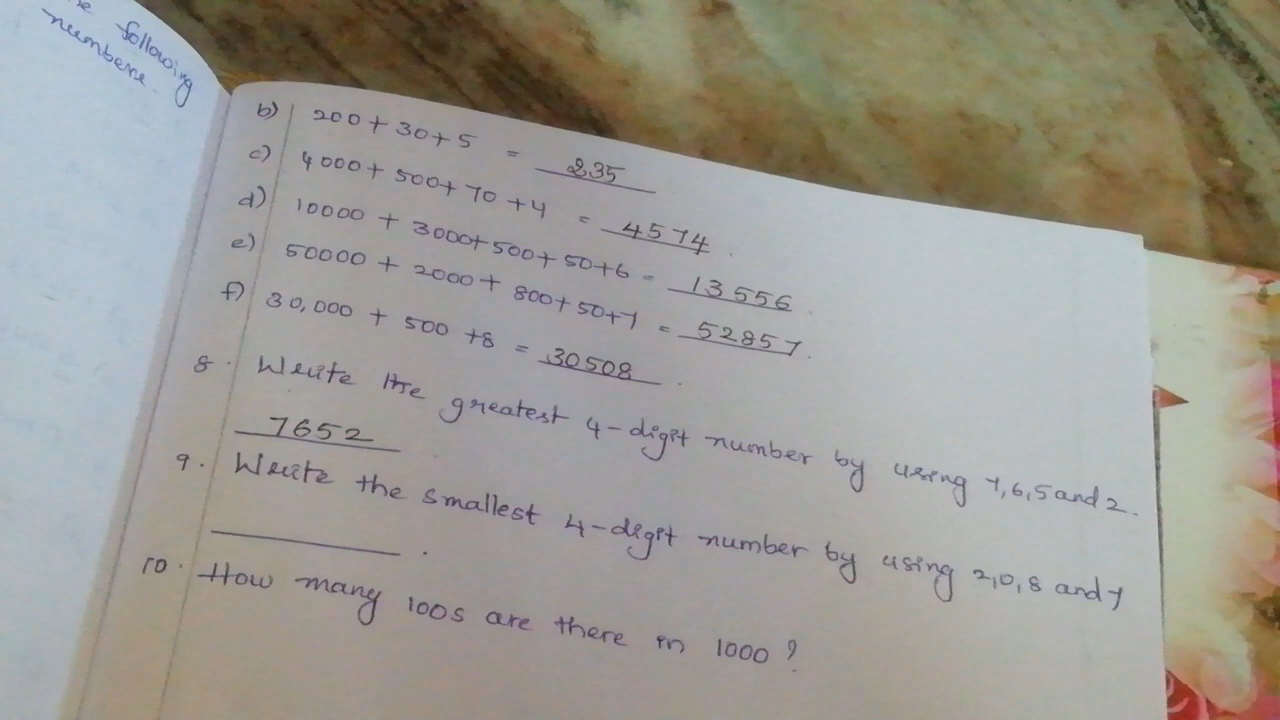 he following
numbers.
b) 200 + 30 + 5 = 235
c) 4000 + 500 + 70 + 4 = 4574.
d) 10000 + 3000 + 500 + 50 + 6 = 13556.
e) 50000 + 2000 + 800 + 50 + 7 = 52857.
f) 30,000 + 500 + 8 = 30508.
8. Write the greatest 4-digit number by using 7, 6, 5 and 2.
7652
9. Write the smallest 4-digit number by using 2, 0, 8 and 7
.
10. How many 100s are there in 1000?